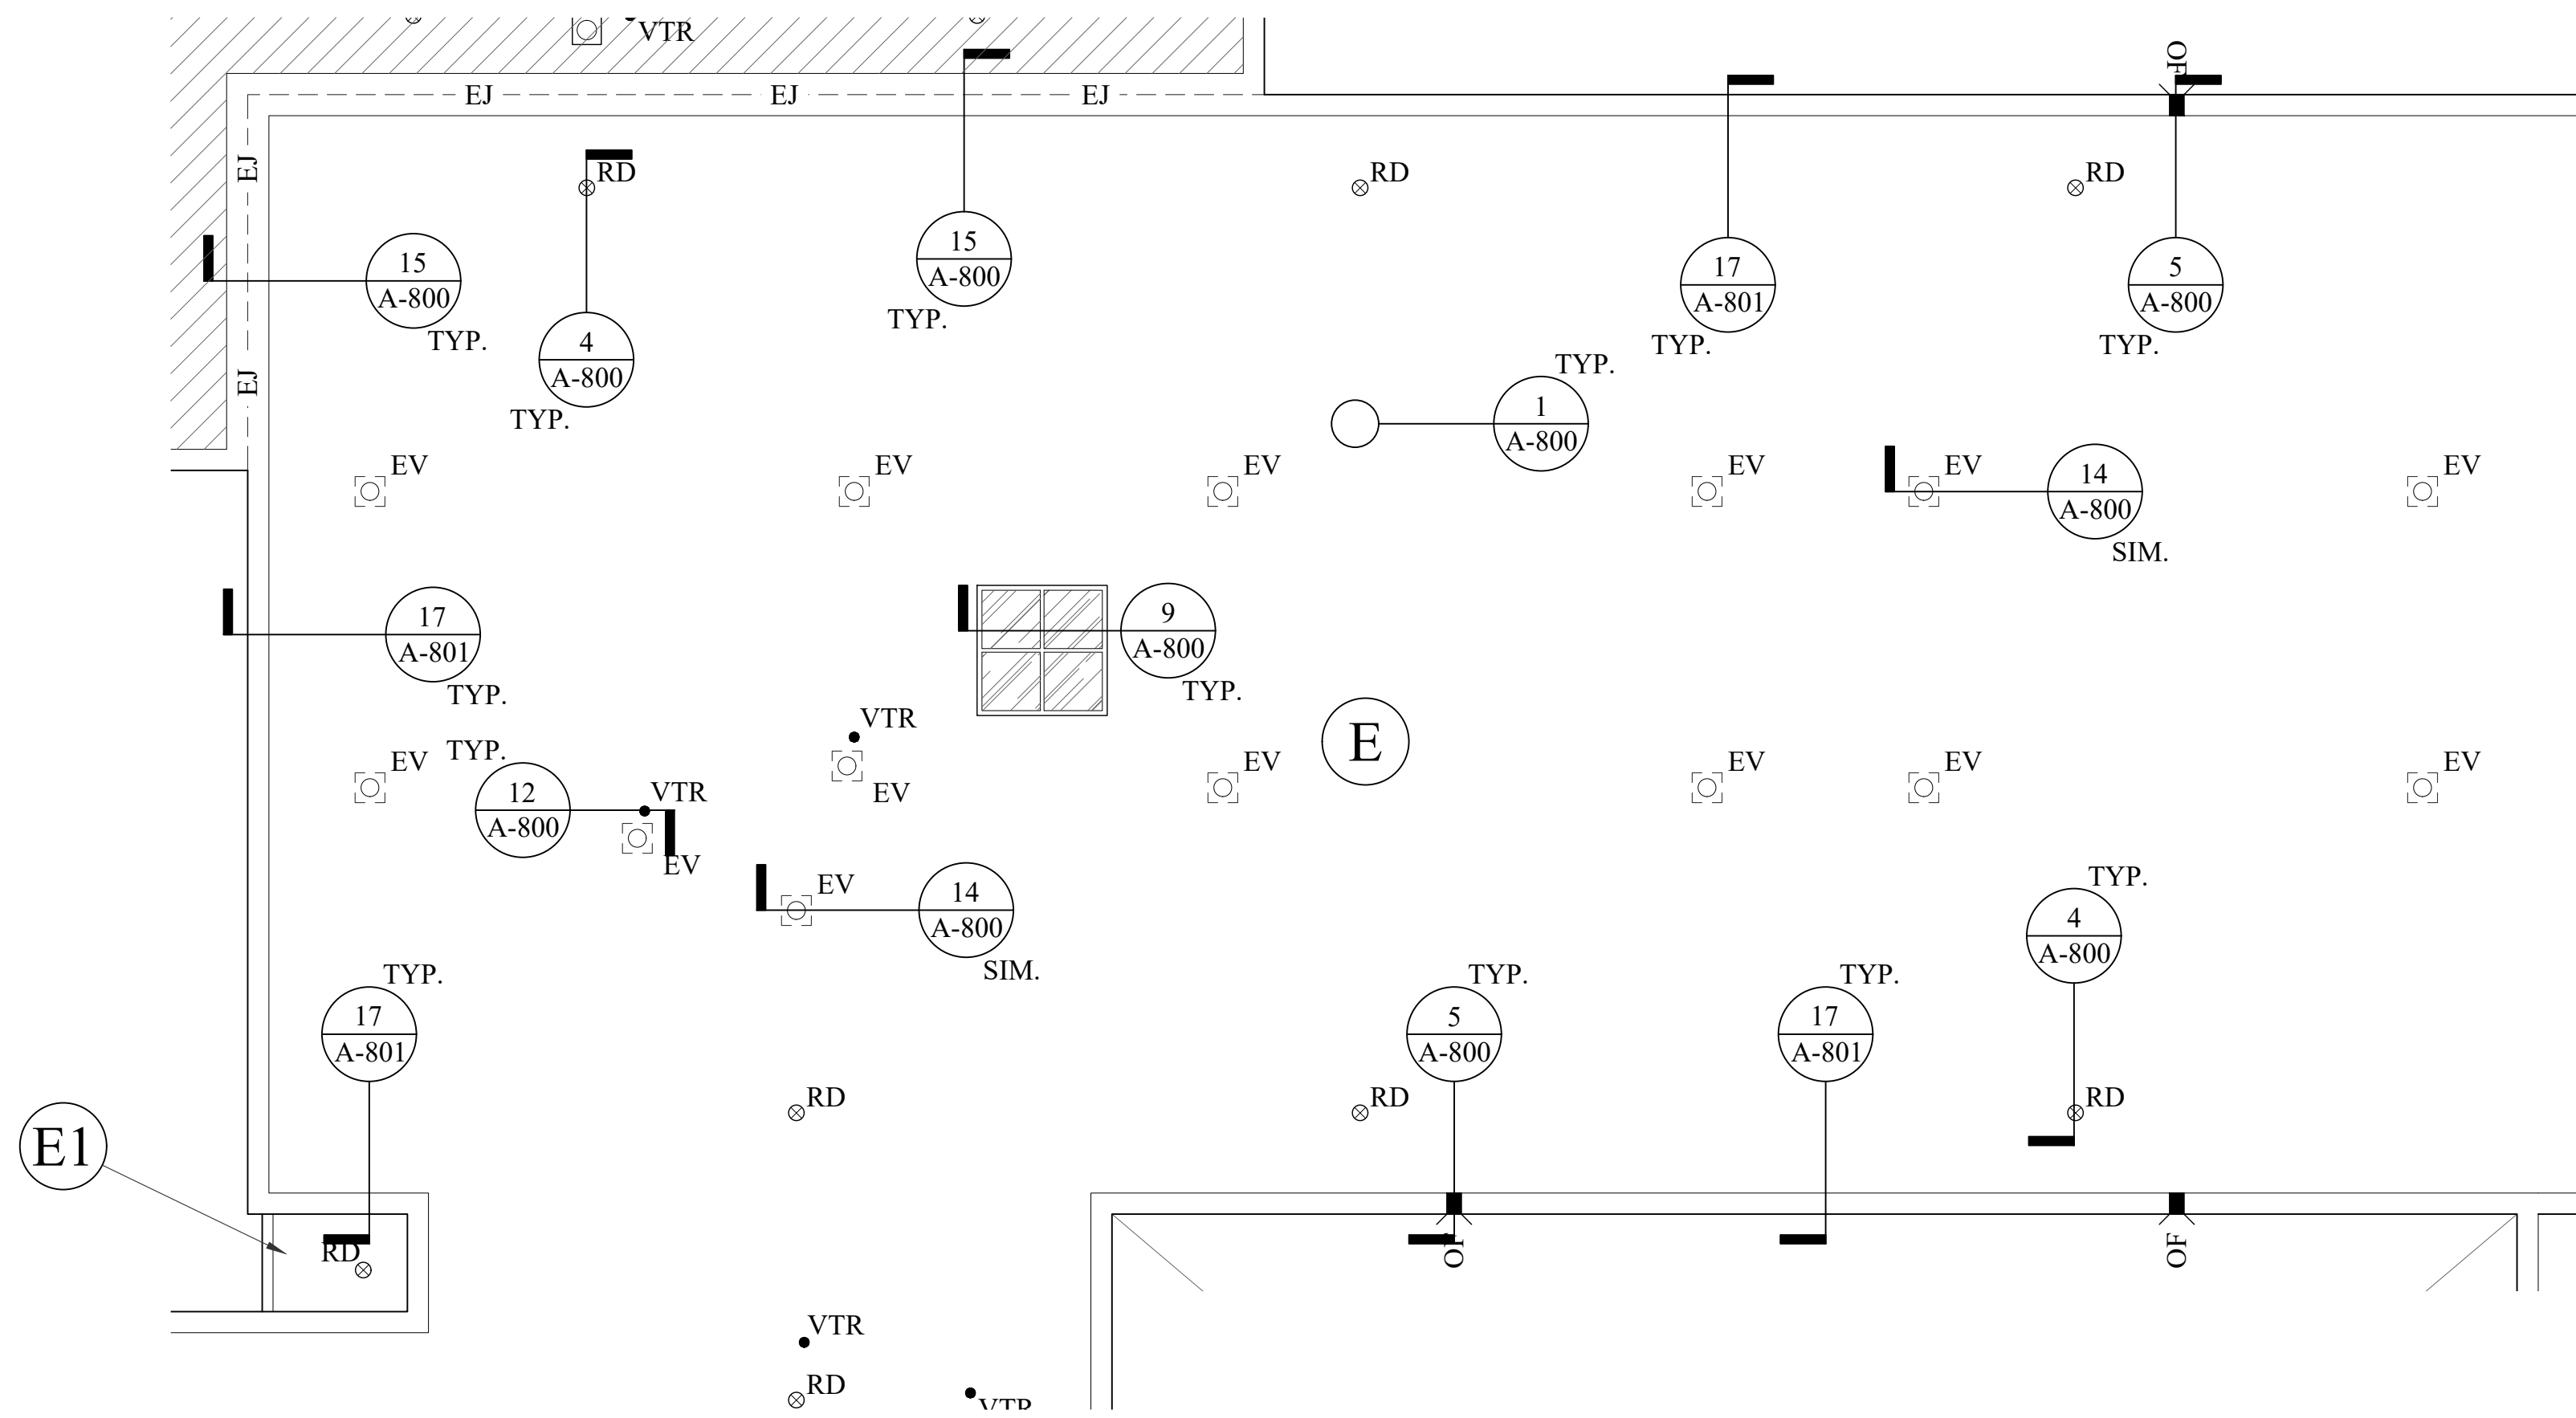 VTR
OF
EJ
EJ
EJ
EJ
RD
RD
RD
15
A-800
TYP.
15
A-800
TYP.
17
A-801
TYP.
5
A-800
TYP.
4
A-800
TYP.
EJ
TYP.
1
A-800
EV
EV
EV
EV
EV
14
A-800
SIM.
EV
17
A-801
TYP.
9
A-800
TYP.
VTR
E
EV
TYP.
12
A-800
VTR
EV
EV
EV
EV
EV
EV
EV
14
A-800
SIM.
TYP.
4
A-800
TYP.
17
A-801
TYP.
5
A-800
TYP.
17
A-801
RD
RD
RD
E1
RD
OF
OF
VTR
RD
VTR